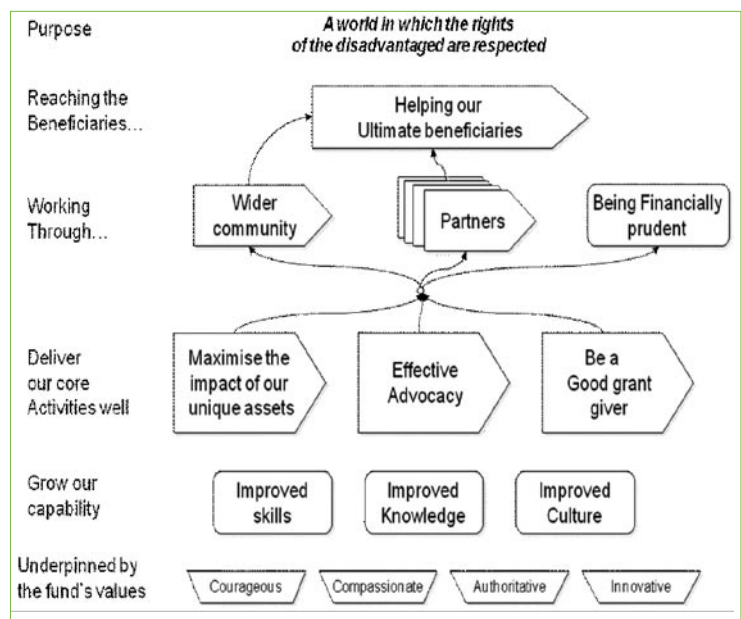 Purpose
A world in which the rights
of the disadvantaged are respected
Reaching the
Beneficiaries...
Helping our
Ultimate beneficiaries
Working
Through...
Wider
community
Partners
Being Financially
prudent
Deliver
our core
Activities well
Maximise the
impact of our
unique assets
Effective
Advocacy
Be a
Good grant
giver
Grow our
capability
Improved
skills
Improved
Knowledge
Improved
Culture
Underpinned by
the fund's values
Courageous
Compassionate
Authoritative
Innovative